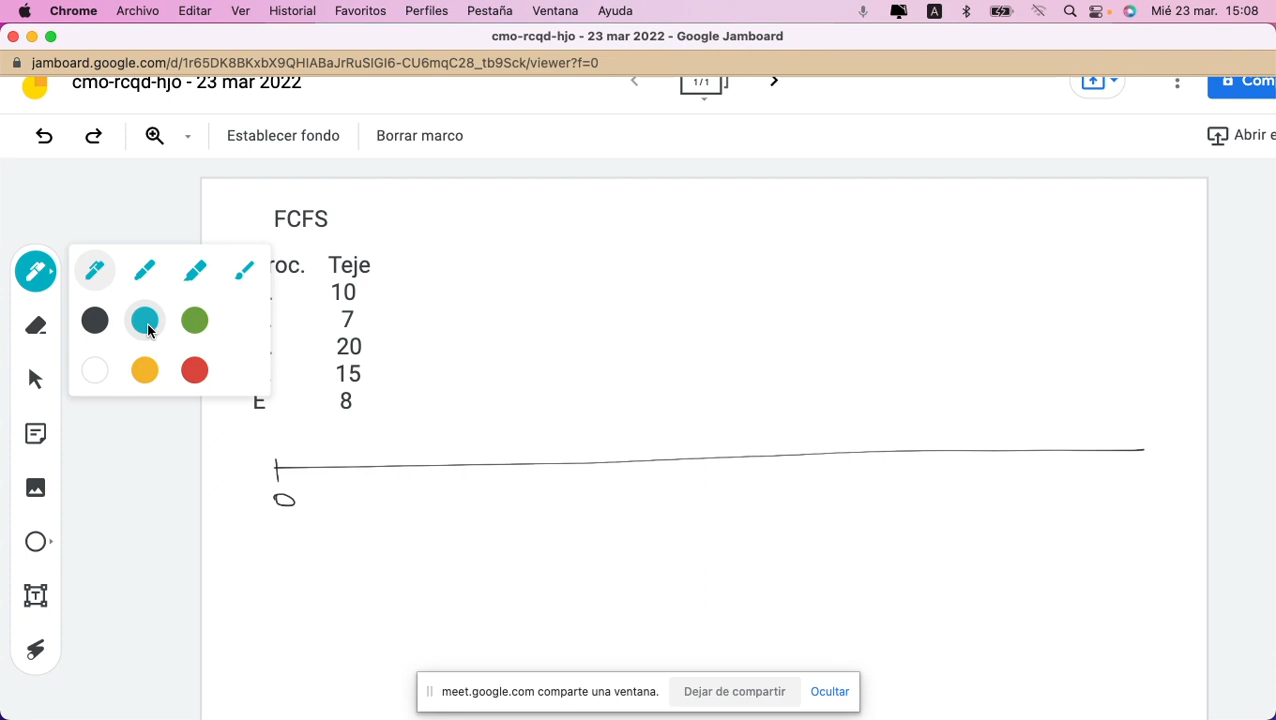 Chrome Archivo Editar Ver Historial Favoritos Perfiles Pestaña Ventana Ayuda A Mié 23 mar. 15:08
cmo-rcqd-hjo - 23 mar 2022 - Google Jamboard
jamboard.google.com/d/1r65DK8BKxbX9QHIABaJrRuSIGI6-CU6mqC28_tb9Sck/viewer?f=0
cmo-rcqd-hjo - 23 mar 2022 1/1 Com
Establecer fondo Borrar marco Abrir e
FCFS
roc. Teje
10
7
20
15
E 8
0
meet.google.com comparte una ventana. Dejar de compartir Ocultar